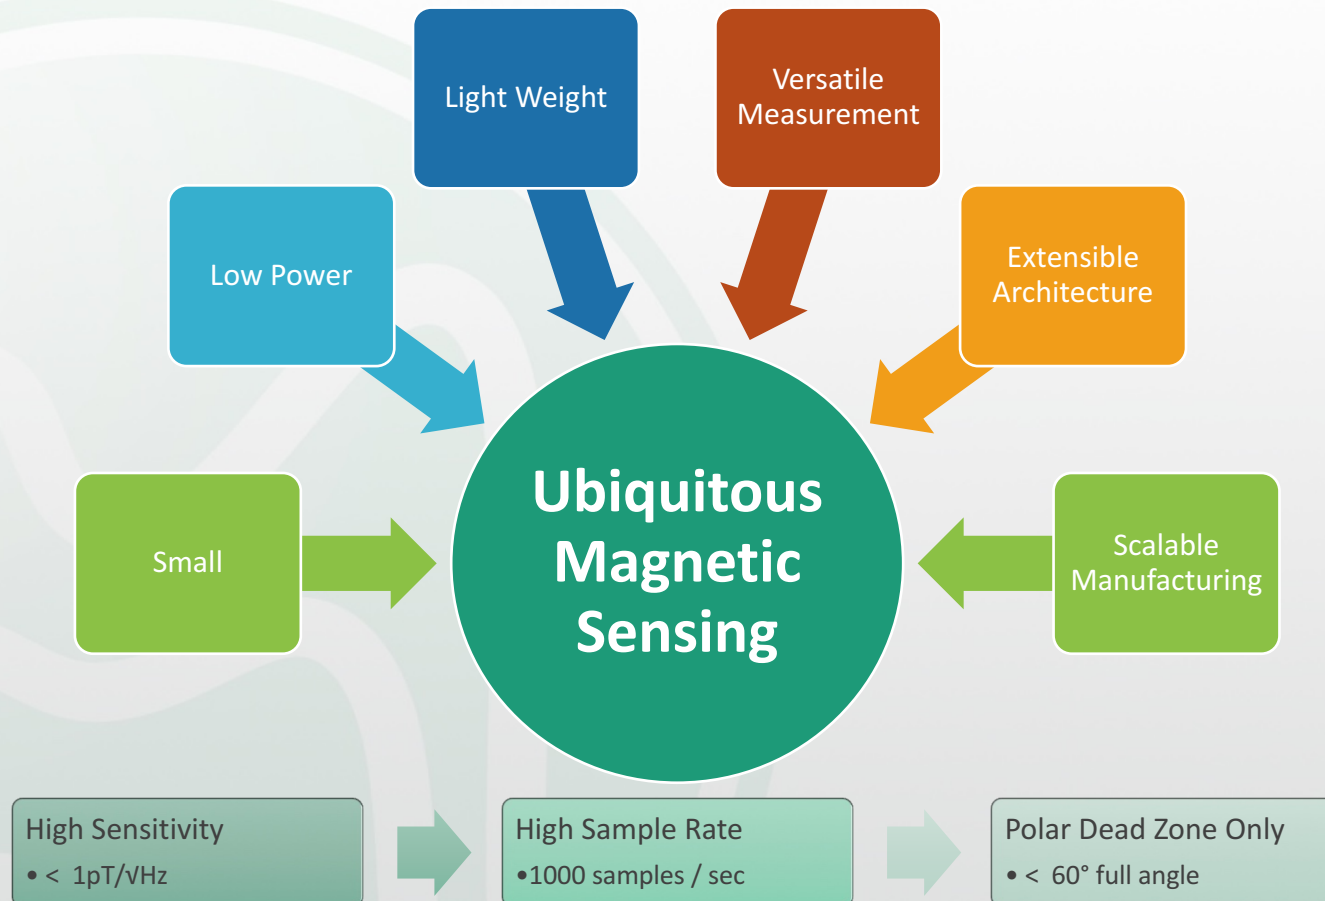 Light Weight
Versatile
Measurement
Low Power
Extensible
Architecture
Small
Ubiquitous
Magnetic
Sensing
Scalable
Manufacturing
High Sensitivity
• < 1pT/√Hz
High Sample Rate
•1000 samples / sec
Polar Dead Zone Only
• < 60° full angle